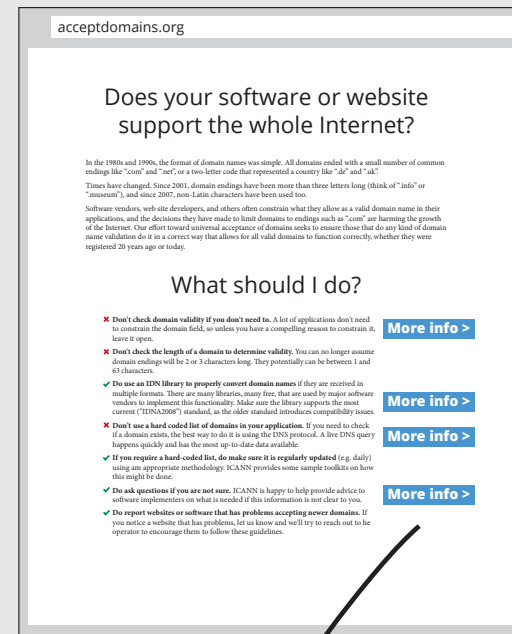 acceptdomains.org
Does your software or website
support the whole Internet?
In the 1980s and 1990s, the format of domain names was simple. All domains ended with a small number of common
endings like ".com" and ".net", or a two-letter code that represented a country like ".de" and ".uk".
Times have changed. Since 2001, domain endings have been more than three letters long (think of ".info" or
".museum"), and since 2007, non-Latin characters have been used too.
Software vendors, web site developers, and others often constrain what they allow as a valid domain name in their
applications, and the decisions they have made to limit domains to endings such as ".com" are harming the growth
of the Internet. Our effort toward universal acceptance of domains seeks to ensure those that do any kind of domain
name validation do it in a correct way that allows for all valid domains to function correctly, whether they were
registered 20 years ago or today.
What should I do?
✘ Don't check domain validity if you don't need to. A lot of applications don't need
to constrain the domain field, so unless you have a compelling reason to constrain it,
leave it open.
More info >
✘ Don't check the length of a domain to determine validity. You can no longer assume
domain endings will be 2 or 3 characters long. They potentially can be between 1 and
63 characters.
✔ Do use an IDN library to properly convert domain names if they are received in
multiple formats. There are many libraries, many free, that are used by major software
vendors to implement this functionality. Make sure the library supports the most
current ("IDNA2008") standard, as the older standard introduces compatibility issues.
More info >
✘ Don't use a hard coded list of domains in your application. If you need to check
if a domain exists, the best way to do it is using the DNS protocol. A live DNS query
happens quickly and has the most up-to-date data available.
More info >
✔ If you require a hard-coded list, do make sure it is regularly updated (e.g. daily)
using am appropriate methodology. ICANN provides some sample toolkits on how
this might be done.
✔ Do ask questions if you are not sure. ICANN is happy to help provide advice to
software implementers on what is needed if this information is not clear to you.
More info >
✔ Do report websites or software that has problems accepting newer domains. If
you notice a website that has problems, let us know and we'll try to reach out to he
operator to encourage them to follow these guidelines.